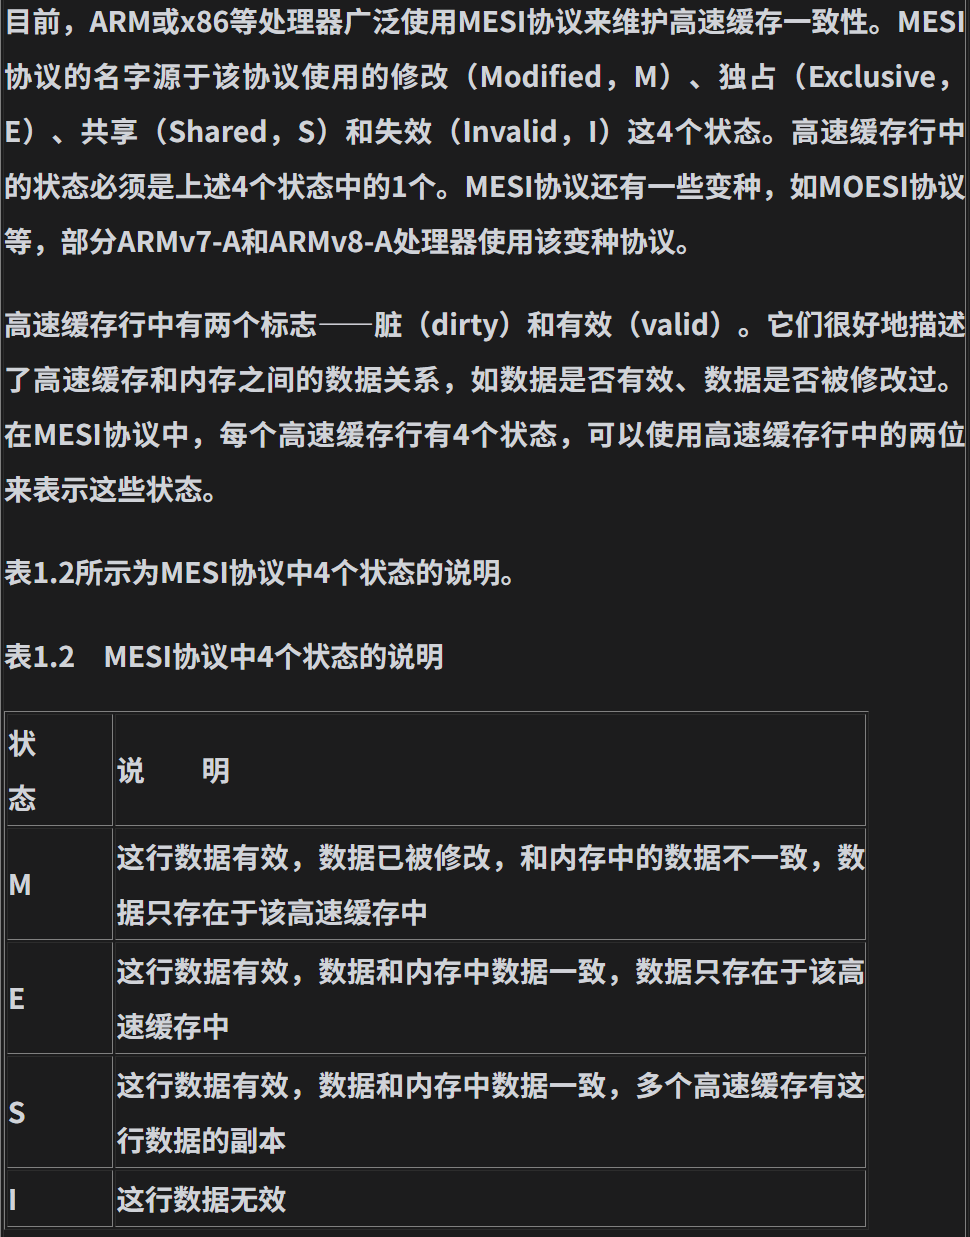 目前，ARM或x86等处理器广泛使用MESI协议来维护高速缓存一致性。MESI
协议的名字源于该协议使用的修改（Modified，M）、独占（Exclusive，
E）、共享（Shared，S）和失效（Invalid，I）这4个状态。高速缓存行中
的状态必须是上述4个状态中的1个。MESI协议还有一些变种，如MOESI协议
等，部分ARMv7-A和ARMv8-A处理器使用该变种协议。
高速缓存行中有两个标志——脏（dirty）和有效（valid）。它们很好地描述
了高速缓存和内存之间的数据关系，如数据是否有效、数据是否被修改过。
在MESI协议中，每个高速缓存行有4个状态，可以使用高速缓存行中的两位
来表示这些状态。
表1.2所示为MESI协议中4个状态的说明。
表1.2　MESI协议中4个状态的说明
状
态
说　　明
M
这行数据有效，数据已被修改，和内存中的数据不一致，数
据只存在于该高速缓存中
E
这行数据有效，数据和内存中数据一致，数据只存在于该高
速缓存中
S
这行数据有效，数据和内存中数据一致，多个高速缓存有这
行数据的副本
I
这行数据无效